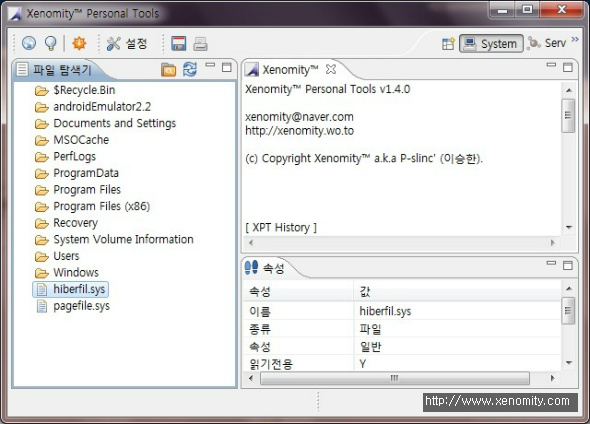 Xenomity™ Personal Tools
설정
System
Serv
파일 탐색기
$Recycle.Bin
androidEmulator2.2
Documents and Settings
MSOCache
PerfLogs
ProgramData
Program Files
Program Files (x86)
Recovery
System Volume Information
Users
Windows
hiberfil.sys
pagefile.sys
Xenomity™
Xenomity™ Personal Tools v1.4.0
xenomity@naver.com
http://xenomity.wo.to
(c) Copyright Xenomity™ a.k.a P-slinc' (이승한).
[ XPT History ]
속성
속성 값
이름 hiberfil.sys
종류 파일
속성 일반
읽기전용 Y
http://www.xenomity.com